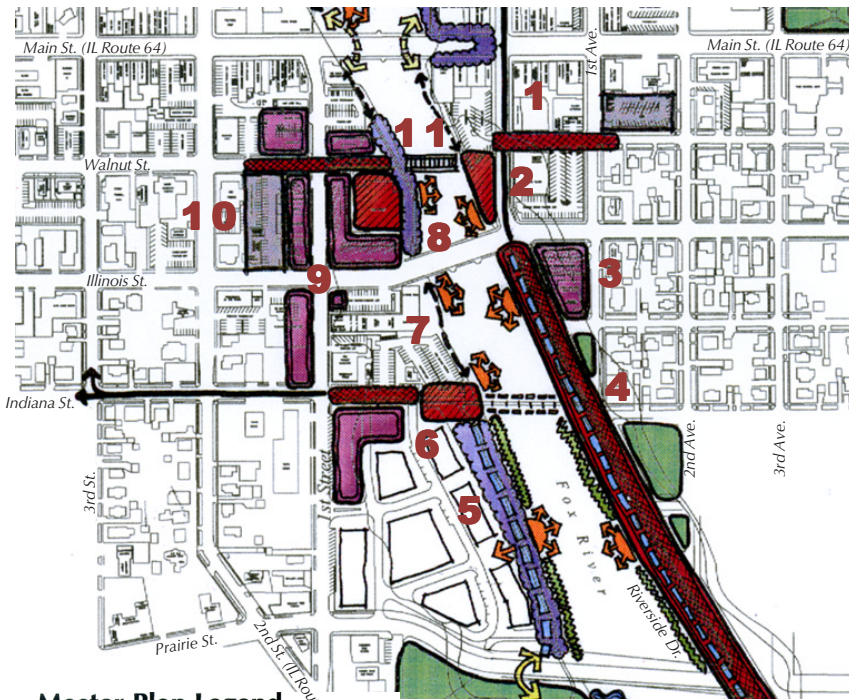 Main St. (IL Route 64)
1st Ave.
Main St. (IL Route 64)
1
11
Walnut St.
2
10
8
3
Illinois St.
9
7
4
Indiana St.
6
2nd Ave.
3rd Ave.
3rd St.
1st Street
5
Fox River
Riverside Dr.
Prairie St.
2nd St. (IL Rou
Master Plan Legend